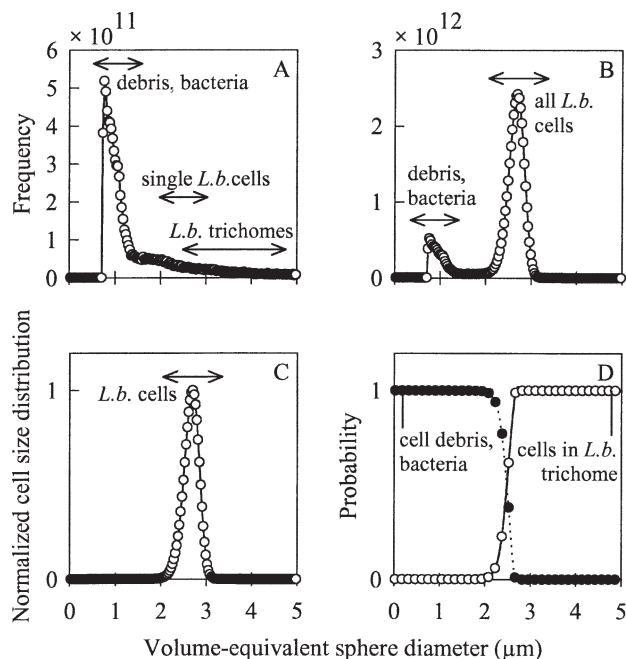 × 10¹¹
6
5
4
3
2
1
0
Frequency
A
debris, bacteria
single L.b. cells
L.b. trichomes
× 10¹²
3
2
1
0
B
all L.b.
cells
debris,
bacteria
Normalized cell size distribution
1
0
C
L.b. cells
0 1 2 3 4 5
Probability
1
0
D
cell debris,
bacteria
cells in L.b.
trichome
0 1 2 3 4 5
Volume-equivalent sphere diameter (μm)